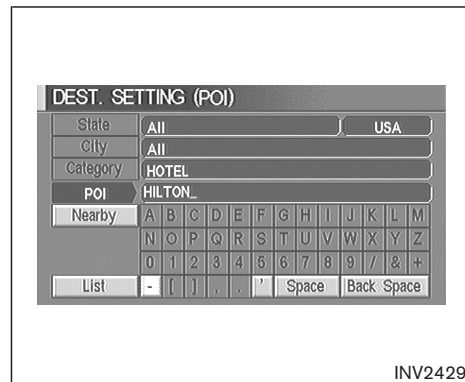 DEST. SETTING (POI)
State All USA
City All
Category HOTEL
POI HILTON_
Nearby A B C D E F G H I J K L M
N O P Q R S T U V W X Y Z
0 1 2 3 4 5 6 7 8 9 / & +
List - [ ] , . ' Space Back Space
INV2429